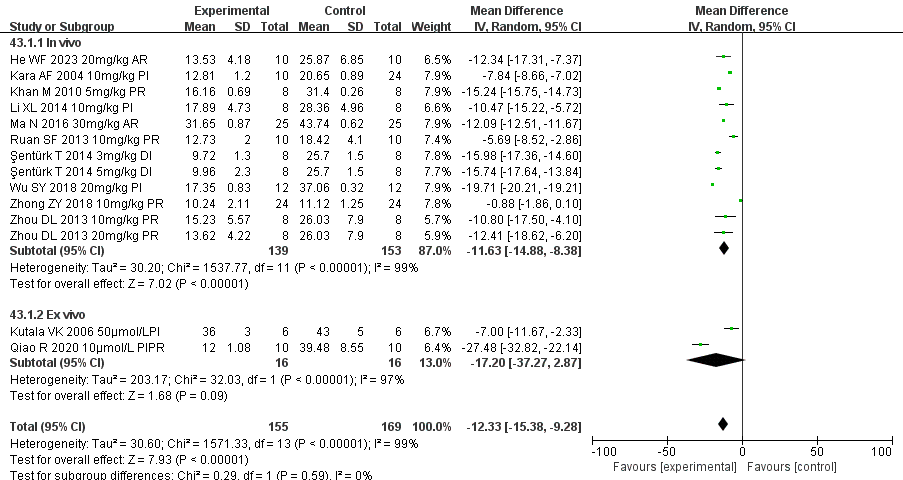 Experimental Control Mean Difference Mean Difference
Study or Subgroup Mean SD Total Mean SD Total Weight IV, Random, 95% CI IV, Random, 95% CI
43.1.1 In vivo
He WF 2023 20mg/kg AR 13.53 4.18 10 25.87 6.85 10 6.5% -12.34 [-17.31, -7.37]
Kara AF 2004 10mg/kg PI 12.81 1.2 10 20.65 0.89 24 7.9% -7.84 [-8.66, -7.02]
Khan M 2010 5mg/kg PR 16.16 0.69 8 31.4 0.26 8 7.9% -15.24 [-15.75, -14.73]
Li XL 2014 10mg/kg PI 17.89 4.73 8 28.36 4.96 8 6.6% -10.47 [-15.22, -5.72]
Ma N 2016 30mg/kg AR 31.65 0.87 25 43.74 0.62 25 7.9% -12.09 [-12.51, -11.67]
Ruan SF 2013 10mg/kg PR 12.73 2 10 18.42 4.1 10 7.5% -5.69 [-8.52, -2.86]
Şentürk T 2014 3mg/kg DI 9.72 1.3 8 25.7 1.5 8 7.8% -15.98 [-17.36, -14.60]
Şentürk T 2014 5mg/kg DI 9.96 2.3 8 25.7 1.5 8 7.7% -15.74 [-17.64, -13.84]
Wu SY 2018 20mg/kg PI 17.35 0.83 12 37.06 0.32 12 7.9% -19.71 [-20.21, -19.21]
Zhong ZY 2018 10mg/kg PR 10.24 2.11 24 11.12 1.25 24 7.9% -0.88 [-1.86, 0.10]
Zhou DL 2013 10mg/kg PR 15.23 5.57 8 26.03 7.9 8 5.7% -10.80 [-17.50, -4.10]
Zhou DL 2013 20mg/kg PR 13.62 4.22 8 26.03 7.9 8 5.9% -12.41 [-18.62, -6.20]
Subtotal (95% CI) 139 153 87.0% -11.63 [-14.88, -8.38]
Heterogeneity: Tau² = 30.20; Chi² = 1537.77, df = 11 (P < 0.00001); I² = 99%
Test for overall effect: Z = 7.02 (P < 0.00001)
43.1.2 Ex vivo
Kutala VK 2006 50μmol/LPI 36 3 6 43 5 6 6.7% -7.00 [-11.67, -2.33]
Qiao R 2020 10μmol/L PIPR 12 1.08 10 39.48 8.55 10 6.4% -27.48 [-32.82, -22.14]
Subtotal (95% CI) 16 16 13.0% -17.20 [-37.27, 2.87]
Heterogeneity: Tau² = 203.17; Chi² = 32.03, df = 1 (P < 0.00001); I² = 97%
Test for overall effect: Z = 1.68 (P = 0.09)
Total (95% CI) 155 169 100.0% -12.33 [-15.38, -9.28]
Heterogeneity: Tau² = 30.60; Chi² = 1571.33, df = 13 (P < 0.00001); I² = 99%
Test for overall effect: Z = 7.93 (P < 0.00001)
Test for subgroup differences: Chi² = 0.29, df = 1 (P = 0.59), I² = 0%
-100 -50 0 50 100
Favours [experimental] Favours [control]